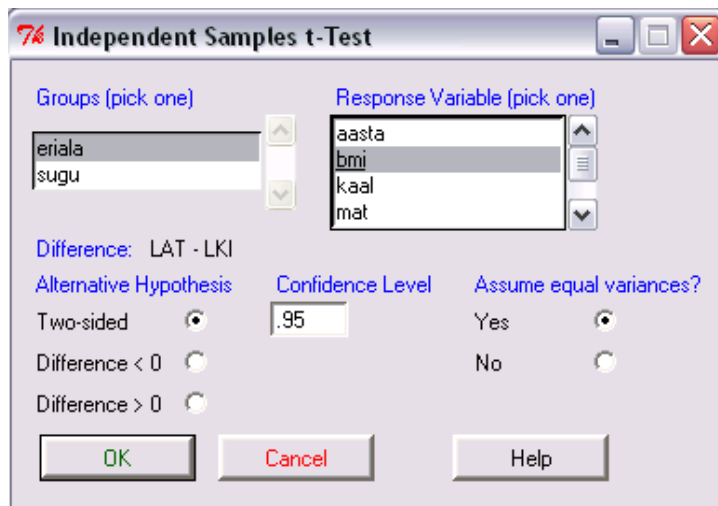 Independent Samples t-Test
Groups (pick one)
eriala
sugu
Response Variable (pick one)
aasta
bmi
kaal
mat
Difference: LAT - LKI
Alternative Hypothesis
Two-sided
Difference < 0
Difference > 0
Confidence Level
.95
Assume equal variances?
Yes
No
OK
Cancel
Help